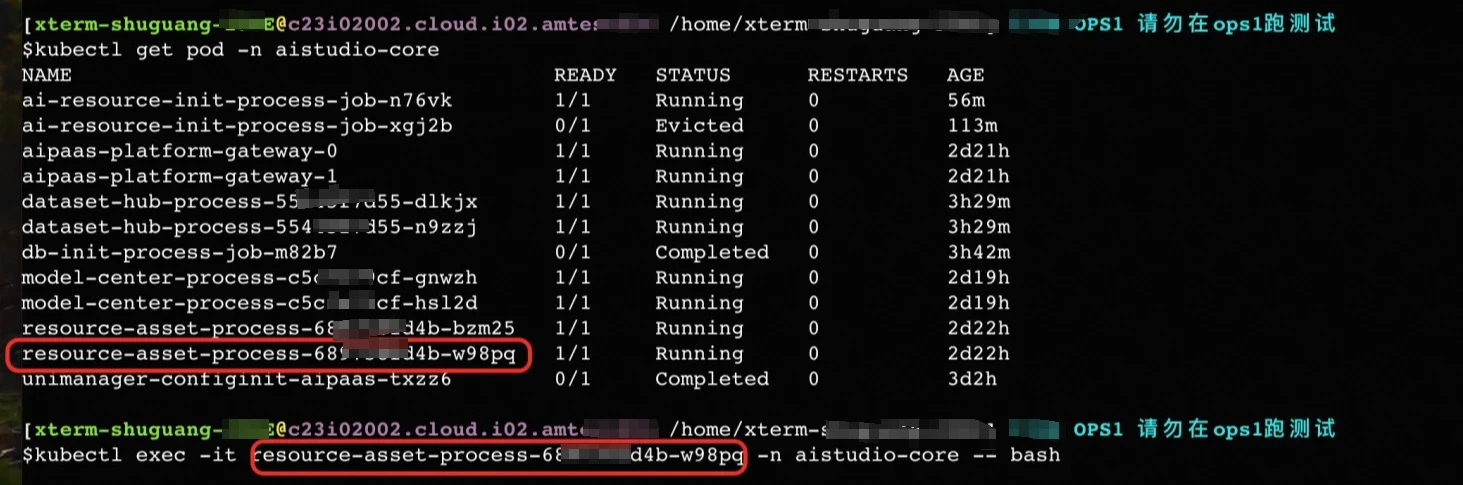 [xterm-shuguang- E@c23i02002.cloud.i02.amtes /home/xterm OPS1 请勿在ops1跑测试
$kubectl get pod -n aistudio-core
NAME READY STATUS RESTARTS AGE
ai-resource-init-process-job-n76vk 1/1 Running 0 56m
ai-resource-init-process-job-xgj2b 0/1 Evicted 0 113m
aipaas-platform-gateway-0 1/1 Running 0 2d21h
aipaas-platform-gateway-1 1/1 Running 0 2d21h
dataset-hub-process-55 d55-dlkjx 1/1 Running 0 3h29m
dataset-hub-process-554 d55-n9zzj 1/1 Running 0 3h29m
db-init-process-job-m82b7 0/1 Completed 0 3h42m
model-center-process-c5 cf-gnwzh 1/1 Running 0 2d19h
model-center-process-c5 cf-hsl2d 1/1 Running 0 2d19h
resource-asset-process-68 d4b-bzm25 1/1 Running 0 2d22h
resource-asset-process-689 d4b-w98pq 1/1 Running 0 2d22h
unimanager-configinit-aipaas-txzz6 0/1 Completed 0 3d2h
[xterm-shuguang- E@c23i02002.cloud.i02.amt /home/xterm- OPS1 请勿在ops1跑测试
$kubectl exec -it resource-asset-process-68 d4b-w98pq -n aistudio-core -- bash